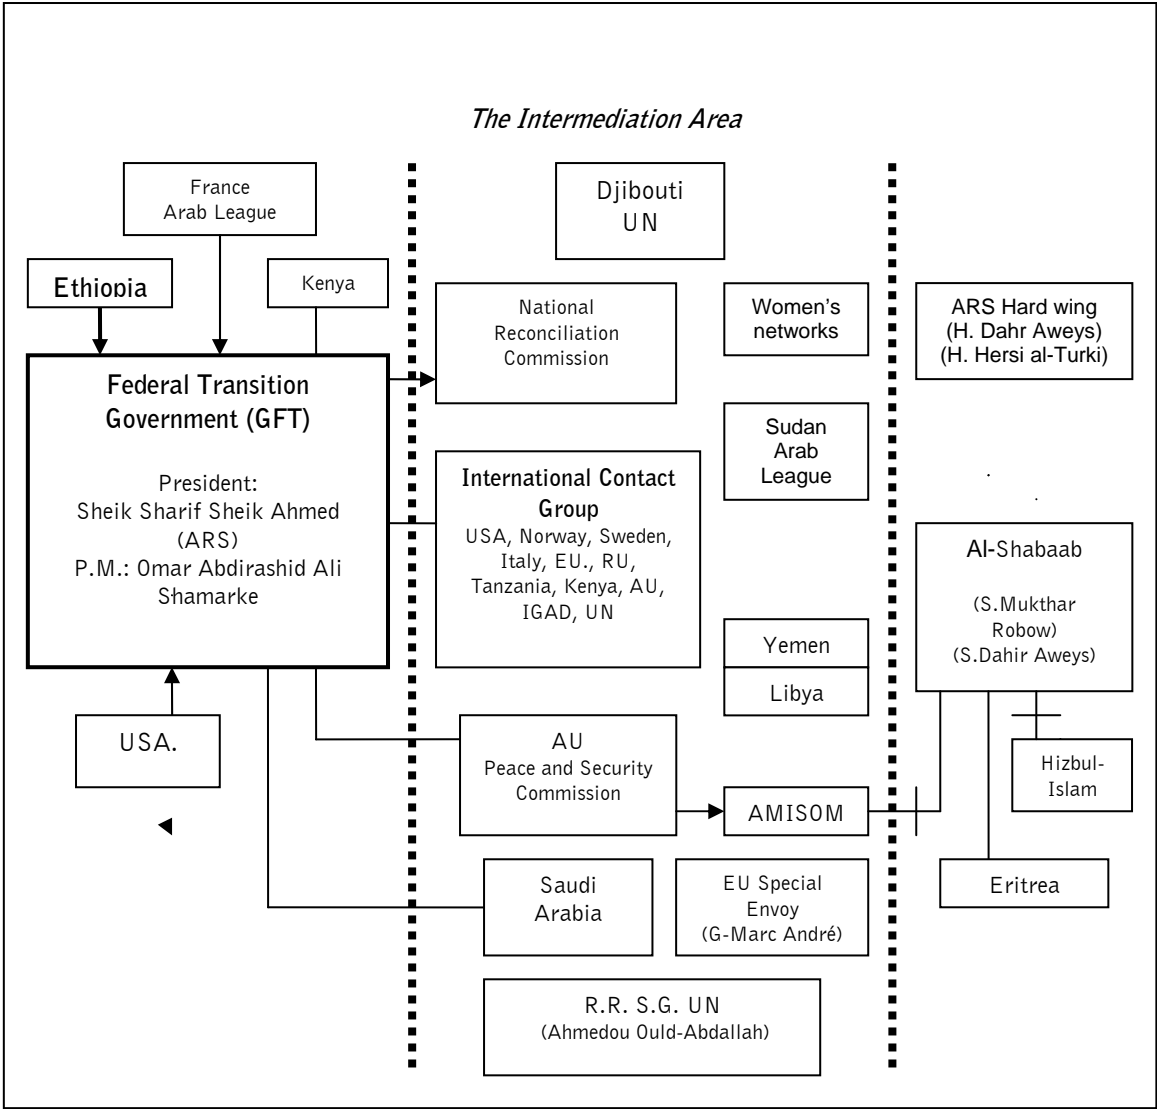 The Intermediation Area
France
Arab League
Ethiopia
Kenya
Federal Transition
Government (GFT)
President:
Sheik Sharif Sheik Ahmed
(ARS)
P.M.: Omar Abdirashid Ali
Shamarke
USA.
Djibouti
UN
National
Reconciliation
Commission
Women's
networks
Sudan
Arab
League
International Contact
Group
USA, Norway, Sweden,
Italy, EU., RU,
Tanzania, Kenya, AU,
IGAD, UN
Yemen
Libya
AU
Peace and Security
Commission
AMISOM
Saudi
Arabia
EU Special
Envoy
(G-Marc André)
R.R. S.G. UN
(Ahmedou Ould-Abdallah)
ARS Hard wing
(H. Dahr Aweys)
(H. Hersi al-Turki)
Al-Shabaab
(S.Mukthar
Robow)
(S.Dahir Aweys)
Hizbul-
Islam
Eritrea